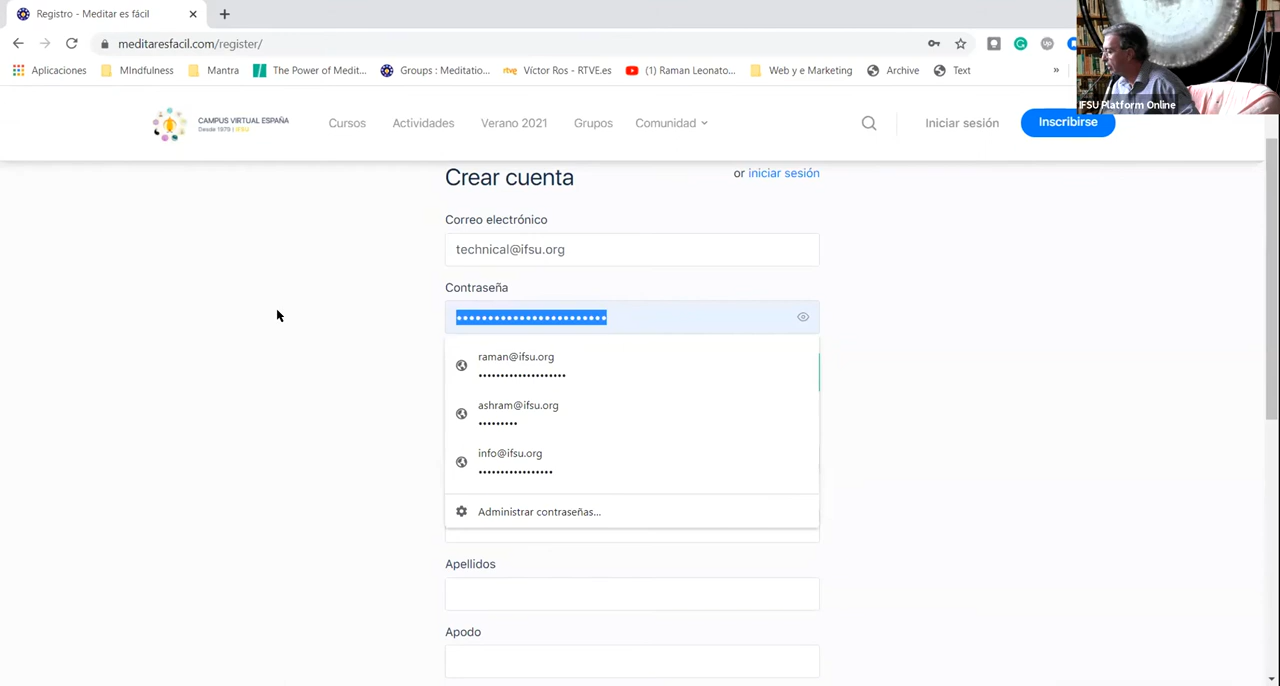 Registro - Meditar es fácil
meditaresfacil.com/register/
Aplicaciones MIndfulness Mantra The Power of Medit... Groups : Meditatio... Víctor Ros - RTVE.es (1) Raman Leonato... Web y e Marketing Archive Text »
IFSU Platform Online
CAMPUS VIRTUAL ESPAÑA
Desde 1979 | IFSU
Cursos Actividades Verano 2021 Grupos Comunidad Iniciar sesión Inscribirse
Crear cuenta or iniciar sesión
Correo electrónico
technical@ifsu.org
Contraseña
raman@ifsu.org
ashram@ifsu.org
info@ifsu.org
Administrar contraseñas...
Apellidos
Apodo